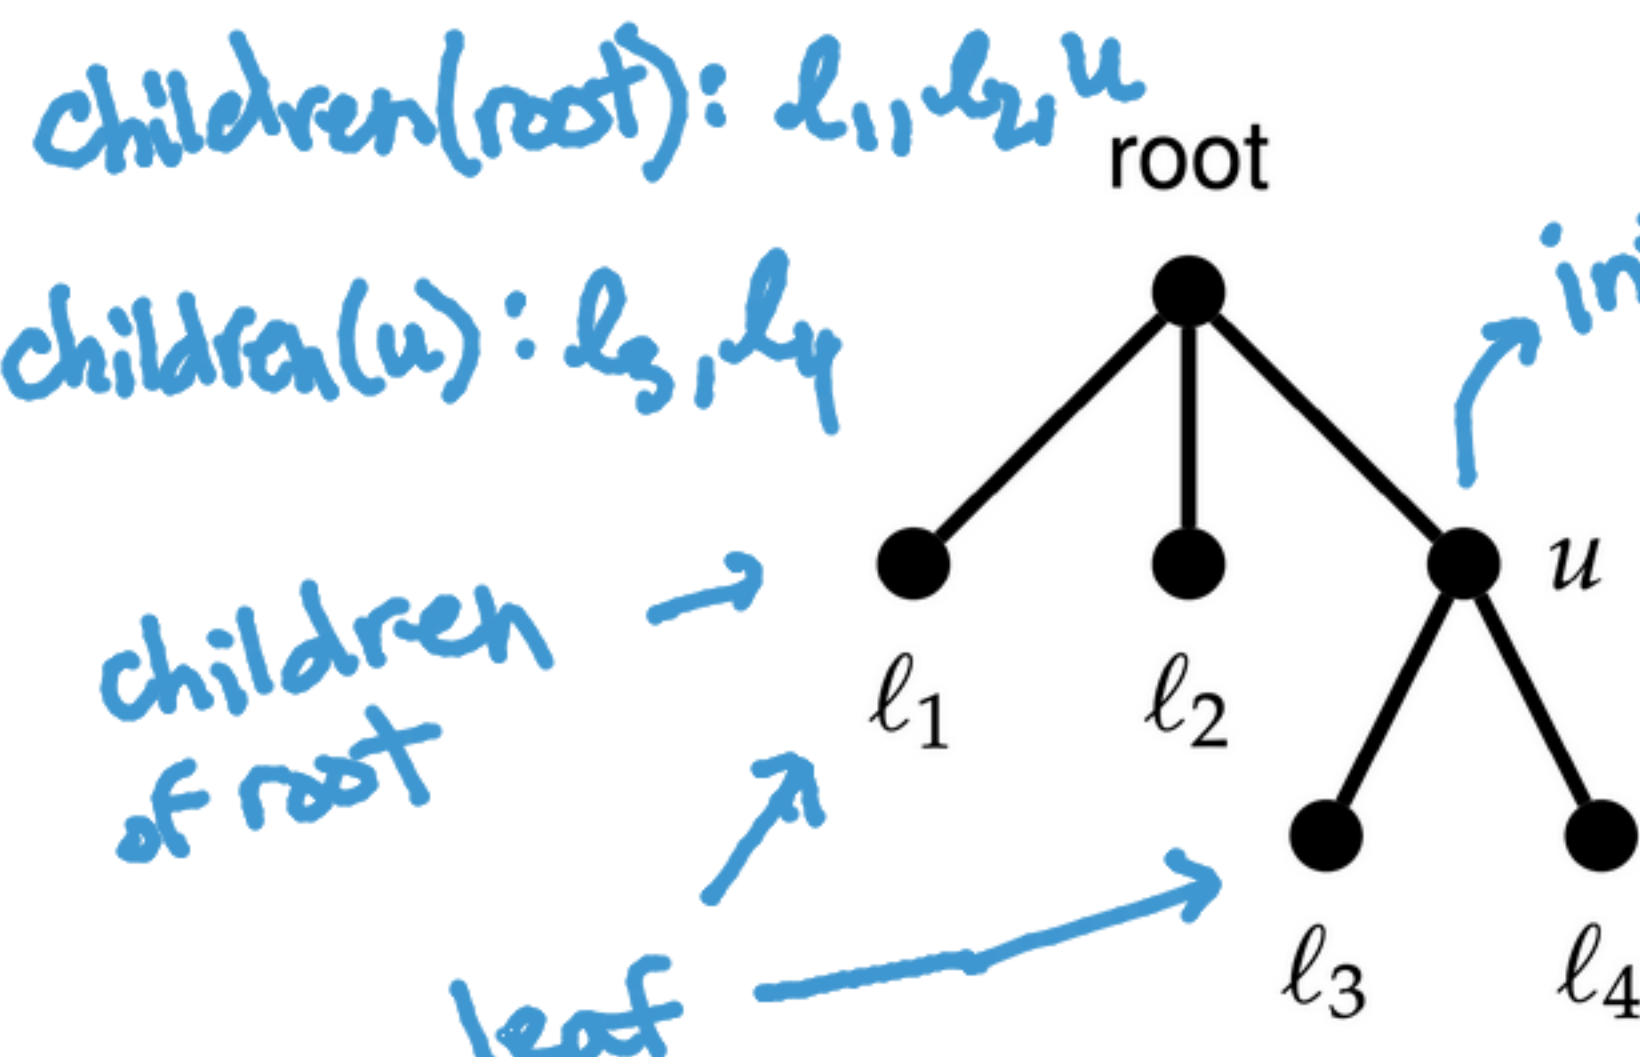 children(root): ℓ₁, ℓ₂, u
root
children(u): ℓ₃, ℓ₄
u
children
of root
ℓ₁ ℓ₂
ℓ₃ ℓ₄
leaf